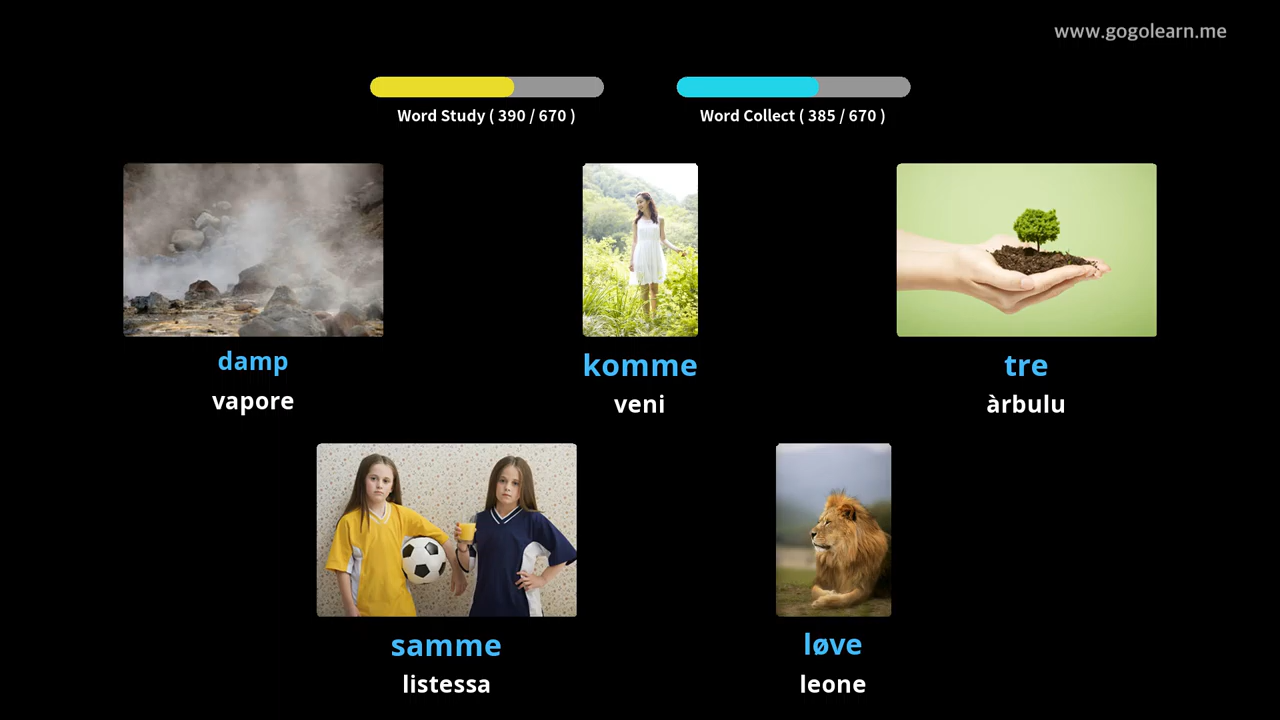 www.gogolearn.me
Word Study ( 390 / 670 )
Word Collect ( 385 / 670 )
damp
vapore
komme
veni
tre
àrbulu
samme
listessa
løve
leone